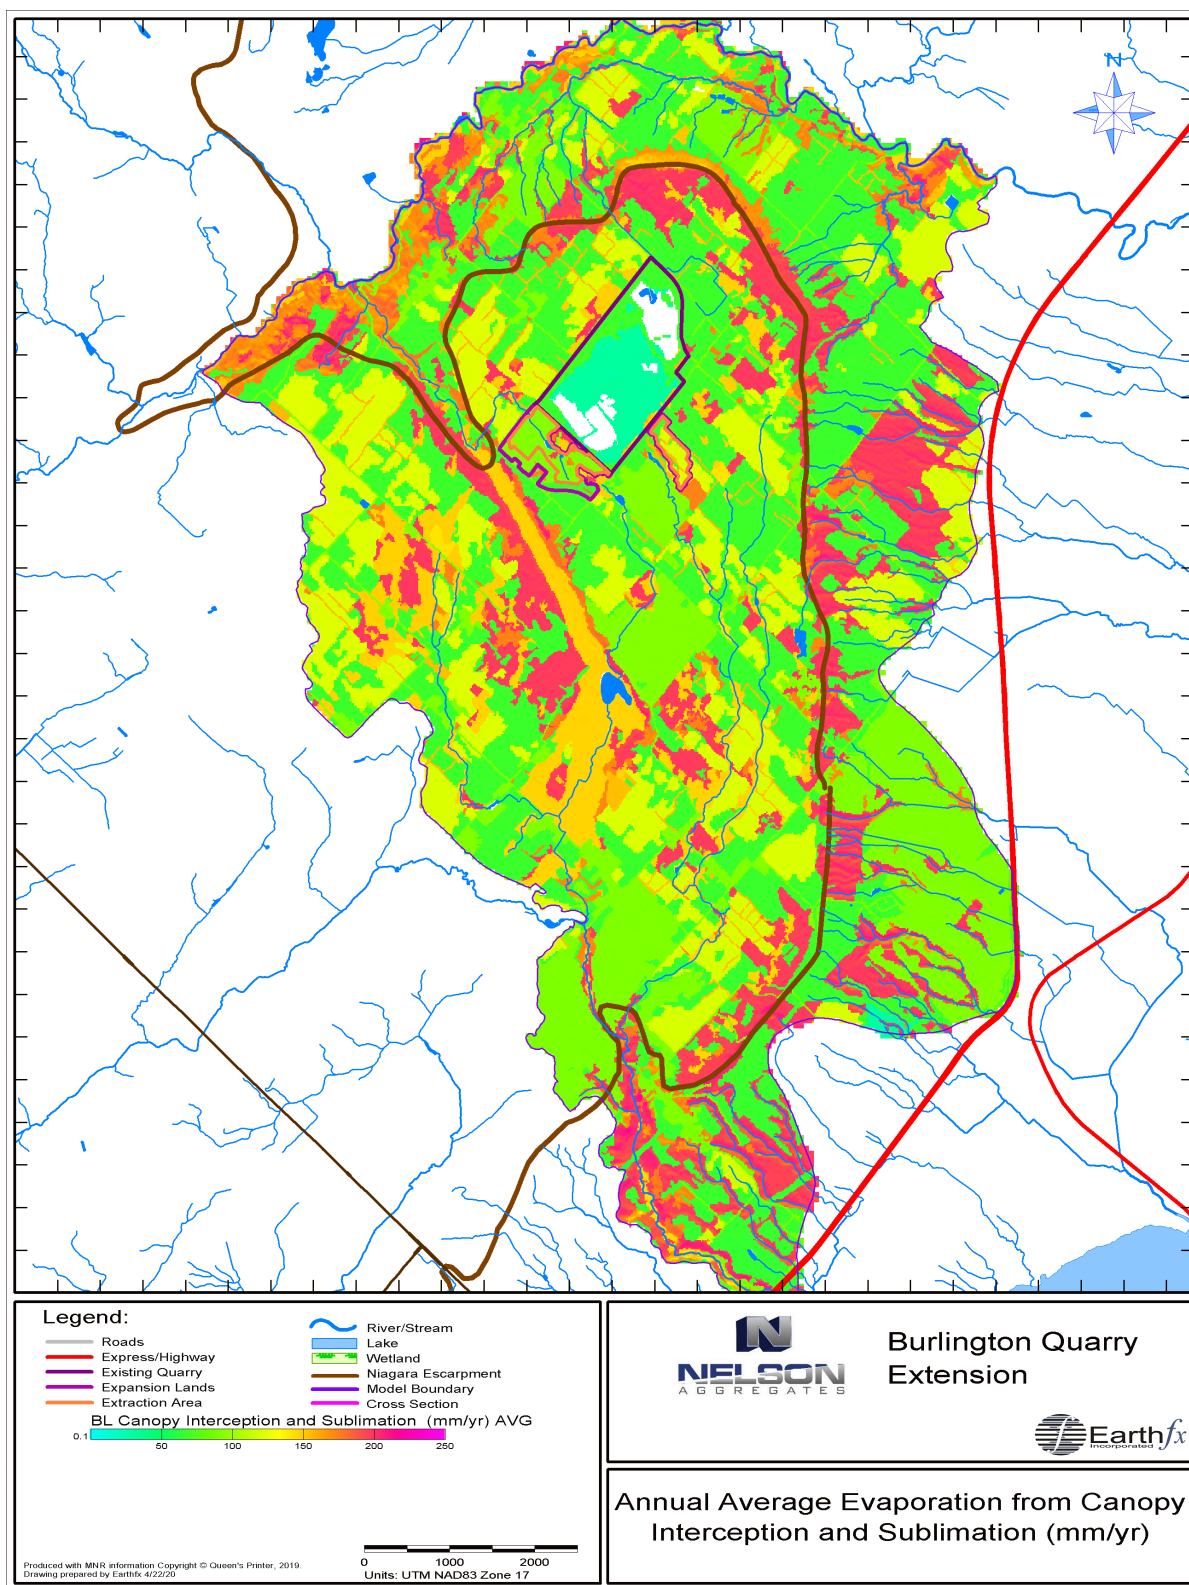 N
Legend:
Roads
Express/Highway
Existing Quarry
Expansion Lands
Extraction Area
River/Stream
Lake
Wetland
Niagara Escarpment
Model Boundary
Cross Section
BL Canopy Interception and Sublimation (mm/yr) AVG
0.1
50
100
150
200
250
Produced with MNR information Copyright © Queen's Printer, 2019.
Drawing prepared by Earthfx 4/22/20
0 1000 2000
Units: UTM NAD83 Zone 17
N
NELSON
AGGREGATES
Burlington Quarry
Extension
Earthfx
Incorporated
Annual Average Evaporation from Canopy
Interception and Sublimation (mm/yr)